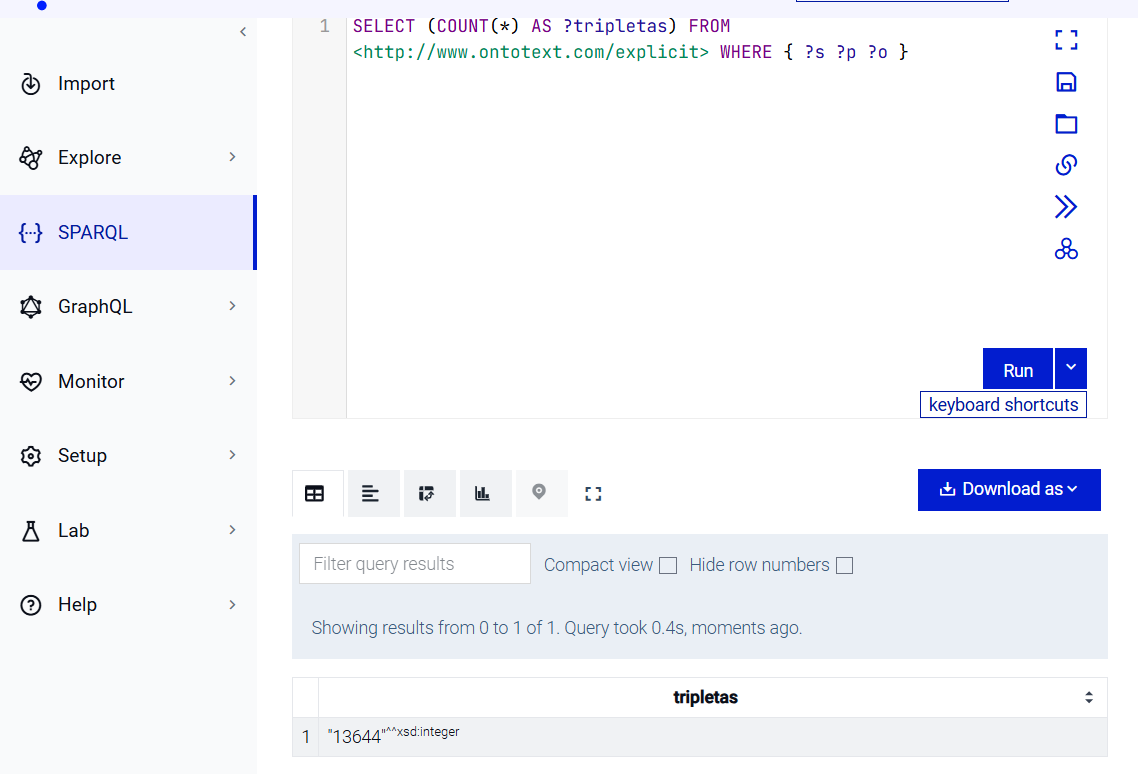 1 SELECT (COUNT(*) AS ?tripletas) FROM
<http://www.ontotext.com/explicit> WHERE { ?s ?p ?o }
Import
Explore
SPARQL
GraphQL
Monitor
Setup
Lab
Help
Run
keyboard shortcuts
Download as
Filter query results
Compact view
Hide row numbers
Showing results from 0 to 1 of 1. Query took 0.4s, moments ago.
tripletas
1 "13644"^^xsd:integer